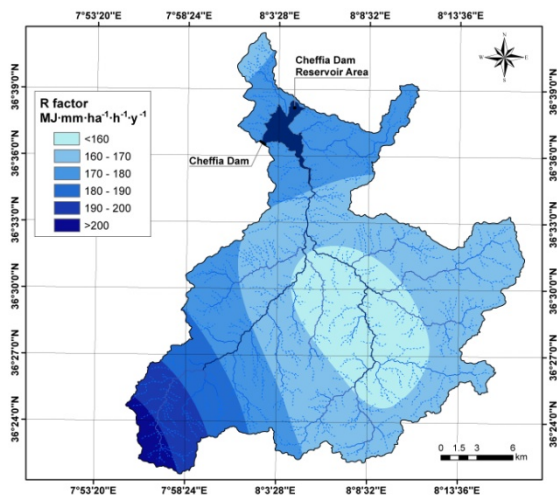 7°53'20"E 7°58'24"E 8°3'28"E 8°8'32"E 8°13'36"E
N
W E
S
Cheffia Dam
Reservoir Area
Cheffia Dam
R factor
MJ·mm·ha⁻¹·h⁻¹·y⁻¹
<160
160 - 170
170 - 180
180 - 190
190 - 200
>200
36°39'0"N 36°39'0"N
36°36'0"N 36°36'0"N
36°33'0"N 36°33'0"N
36°30'0"N 36°30'0"N
36°27'0"N 36°27'0"N
36°24'0"N 36°24'0"N
0 1.5 3 6
km
7°53'20"E 7°58'24"E 8°3'28"E 8°8'32"E 8°13'36"E